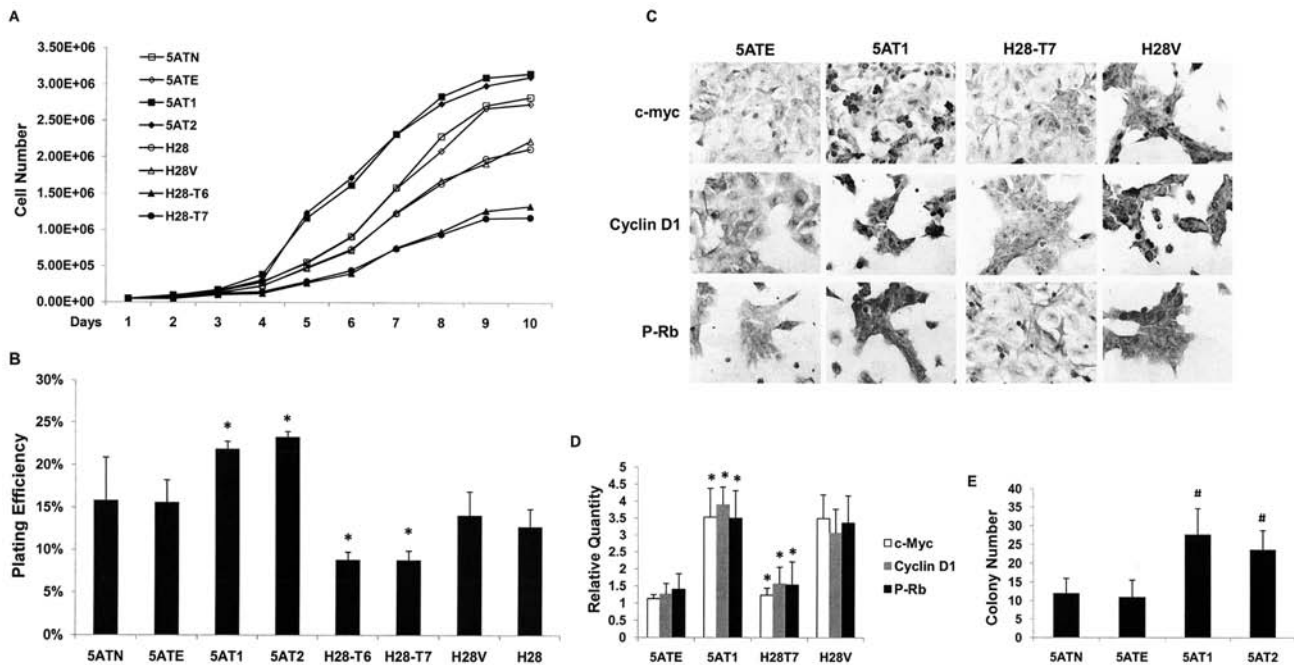 A
Cell Number
3.50E+06
3.00E+06
2.50E+06
2.00E+06
1.50E+06
1.00E+06
5.00E+05
0.00E+00
5ATN
5ATE
5AT1
5AT2
H28
H28V
H28-T6
H28-T7
Days 1 2 3 4 5 6 7 8 9 10
B
Plating Efficiency
30%
25%
20%
15%
10%
5%
0%
* * * *
5ATN 5ATE 5AT1 5AT2 H28-T6 H28-T7 H28V H28
C
5ATE 5AT1 H28-T7 H28V
c-myc
Cyclin D1
P-Rb
D
Relative Quantity
5
4.5
4
3.5
3
2.5
2
1.5
1
0.5
0
* * *
* * *
5ATE 5AT1 H28T7 H28V
c-Myc
Cyclin D1
P-Rb
E
Colony Number
40
35
30
25
20
15
10
5
0
# #
5ATN 5ATE 5AT1 5AT2